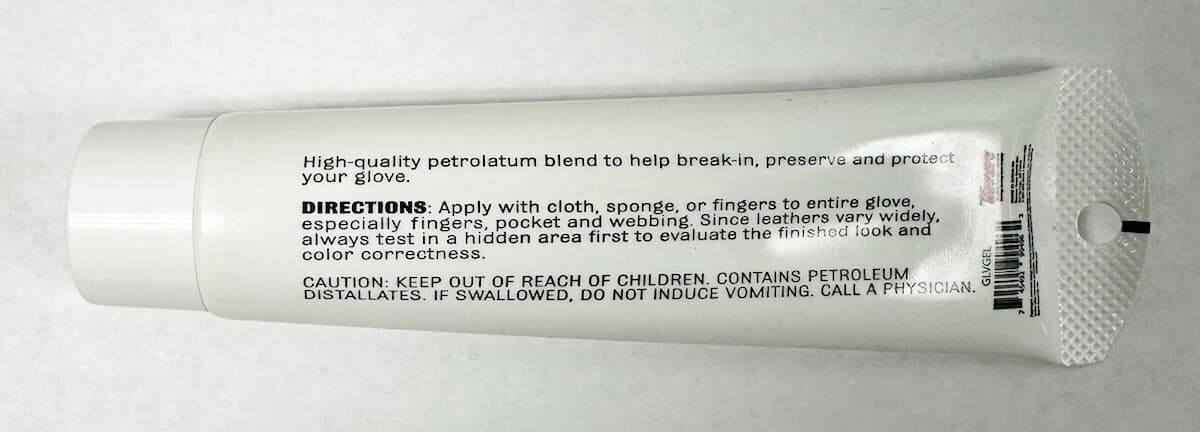 High-quality petrolatum blend to help break-in, preserve and protect
your glove.
DIRECTIONS: Apply with cloth, sponge, or fingers to entire glove,
especially fingers, pocket and webbing. Since leathers vary widely,
always test in a hidden area first to evaluate the finished look and
color correctness.
CAUTION: KEEP OUT OF REACH OF CHILDREN. CONTAINS PETROLEUM
DISTALLATES. IF SWALLOWED, DO NOT INDUCE VOMITING. CALL A PHYSICIAN.
GLVGEL